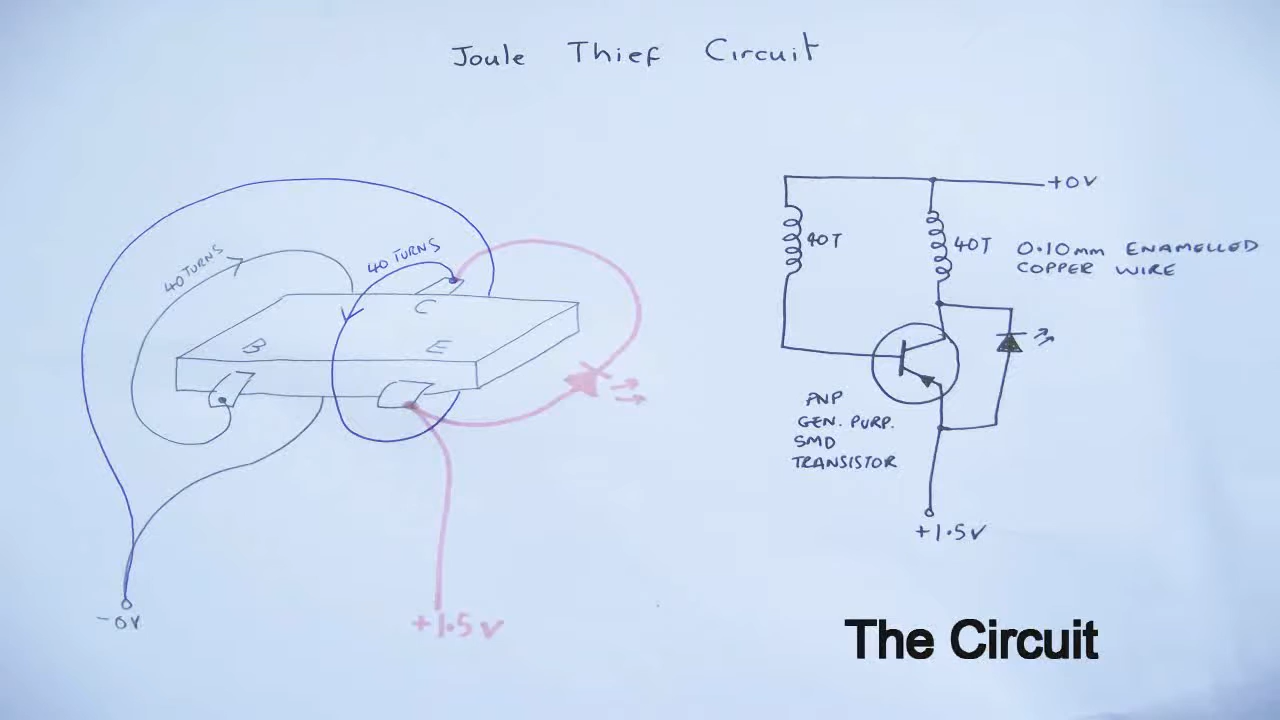 Joule Thief Circuit
40 TURNS
40 TURNS
C
B
E
-0V
+1.5V
+0V
40T
40T
0.10mm ENAMELLED
COPPER WIRE
PNP
GEN. PURP.
SMD
TRANSISTOR
+1.5V
The Circuit